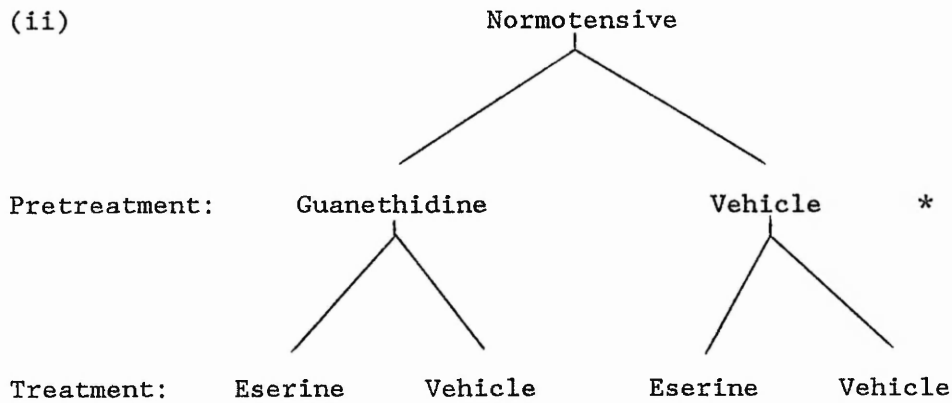 (ii) Normotensive
Pretreatment: Guanethidine Vehicle *
Treatment: Eserine Vehicle Eserine Vehicle